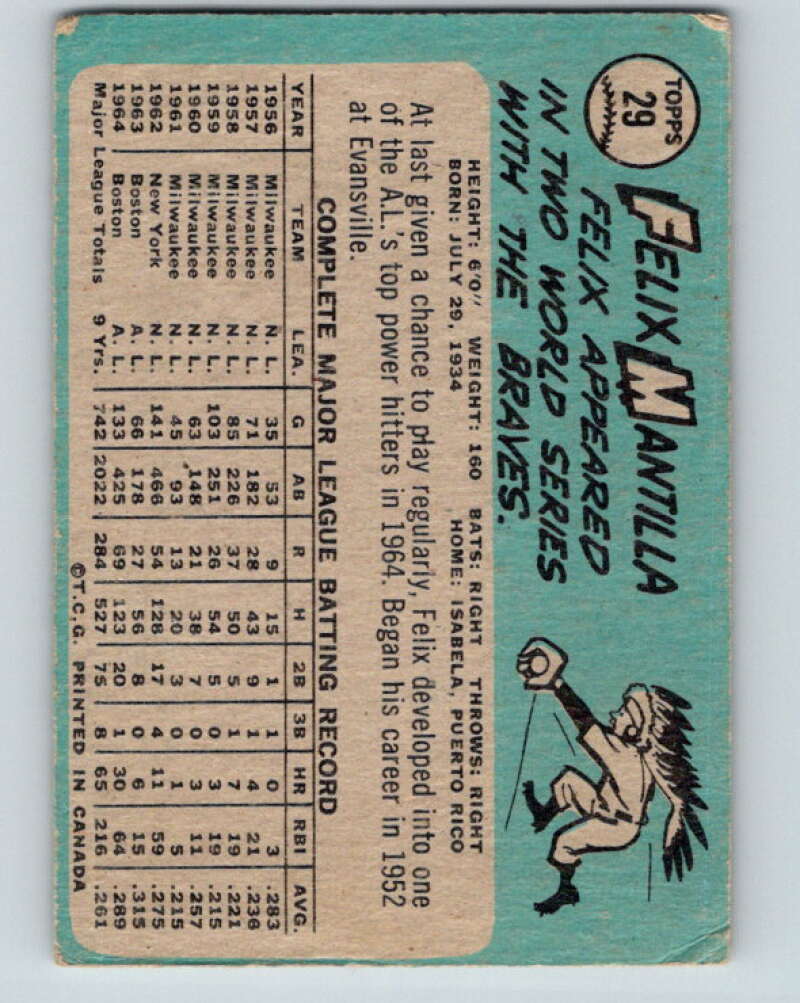 TOPPS
29
FELIX MANTILLA
FELIX APPEARED
IN TWO WORLD SERIES
WITH THE BRAVES.
HEIGHT: 6'0" WEIGHT: 160 BATS: RIGHT THROWS: RIGHT
BORN: JULY 29, 1934 HOME: ISABELA, PUERTO RICO
At last given a chance to play regularly, Felix developed into one
of the A.L.'s top power hitters in 1964. Began his career in 1952
at Evansville.
COMPLETE MAJOR LEAGUE BATTING RECORD
YEAR TEAM LEA. G AB R H 2B 3B HR RBI AVG.
1956 Milwaukee N. L. 35 53 9 15 1 1 0 3 .283
1957 Milwaukee N. L. 71 182 28 43 9 1 4 21 .236
1958 Milwaukee N. L. 85 226 37 50 5 1 7 19 .221
1959 Milwaukee N. L. 103 251 26 54 5 0 3 19 .215
1960 Milwaukee N. L. 63 148 21 38 7 0 3 11 .257
1961 Milwaukee N. L. 45 93 13 20 3 0 1 5 .215
1962 New York N. L. 141 466 54 128 17 4 11 59 .275
1963 Boston A. L. 66 178 27 56 8 0 6 15 .315
1964 Boston A. L. 133 425 69 123 20 1 30 64 .289
Major League Totals 9 Yrs. 742 2022 284 527 75 8 65 216 .261
©T.C.G. PRINTED IN CANADA